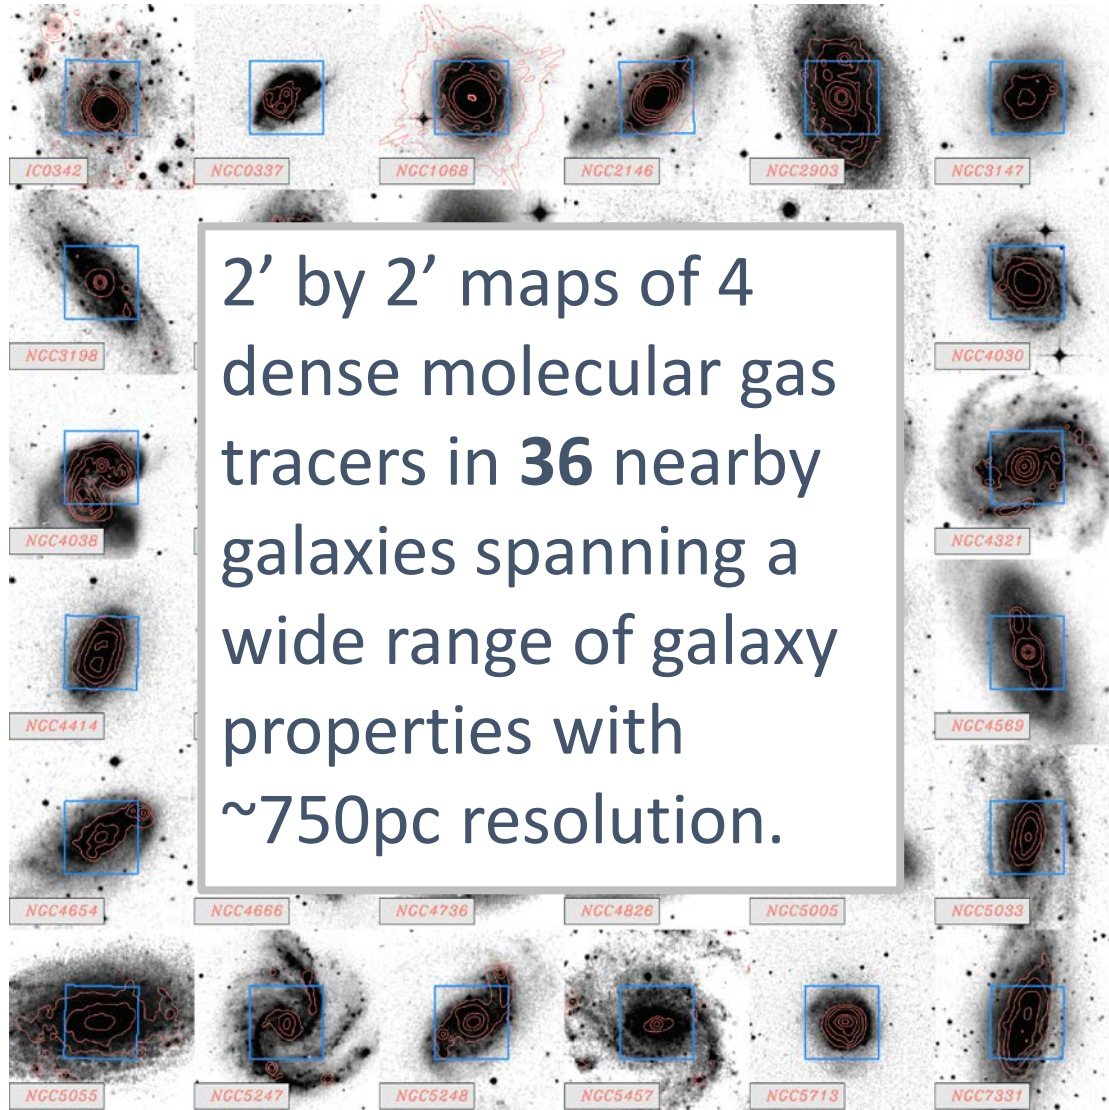 IC0342
NGC0337
NGC1068
NGC2146
NGC2903
NGC3147
NGC3198
NGC4030
NGC4038
NGC4321
NGC4414
NGC4569
NGC4654
NGC4666
NGC4736
NGC4826
NGC5005
NGC5033
NGC5055
NGC5247
NGC5248
NGC5457
NGC5713
NGC7331
2’ by 2’ maps of 4
dense molecular gas
tracers in 36 nearby
galaxies spanning a
wide range of galaxy
properties with
~750pc resolution.